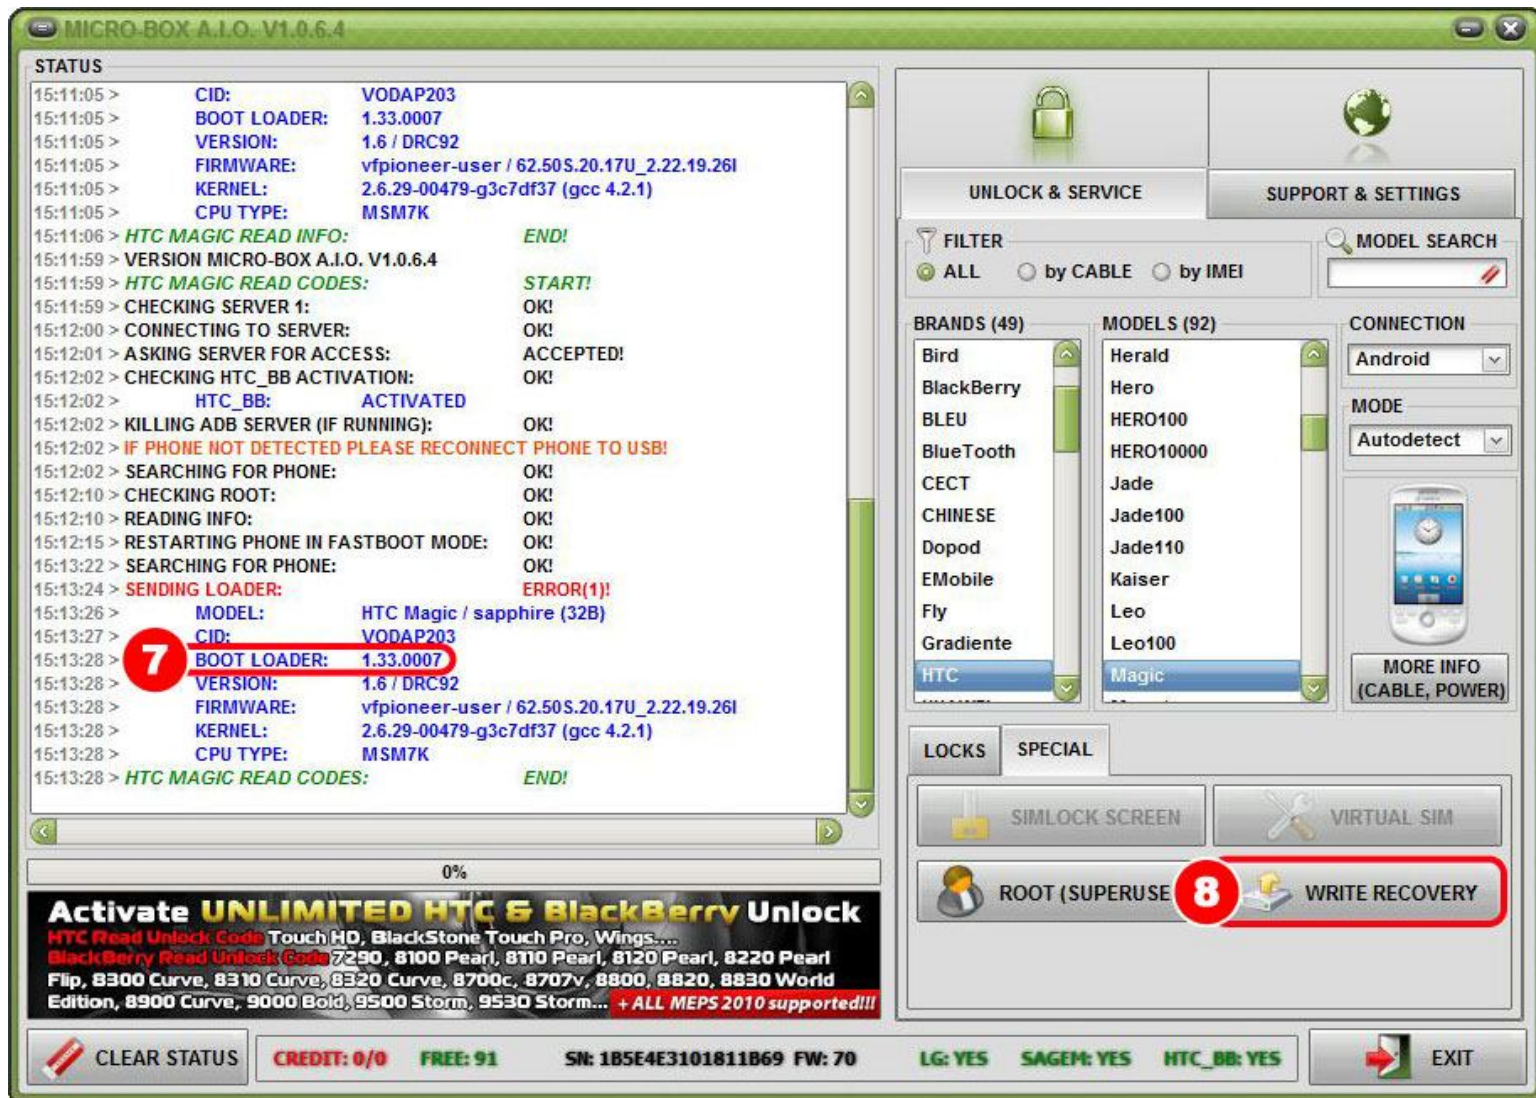 MICRO-BOX A.I.O. V1.0.6.4
STATUS
15:11:05 > CID: VODAP203
15:11:05 > BOOT LOADER: 1.33.0007
15:11:05 > VERSION: 1.6 / DRC92
15:11:05 > FIRMWARE: vfpioneer-user / 62.50S.20.17U_2.22.19.26I
15:11:05 > KERNEL: 2.6.29-00479-g3c7df37 (gcc 4.2.1)
15:11:05 > CPU TYPE: MSM7K
15:11:06 > HTC MAGIC READ INFO: END!
15:11:59 > VERSION MICRO-BOX A.I.O. V1.0.6.4
15:11:59 > HTC MAGIC READ CODES: START!
15:11:59 > CHECKING SERVER 1: OK!
15:12:00 > CONNECTING TO SERVER: OK!
15:12:01 > ASKING SERVER FOR ACCESS: ACCEPTED!
15:12:02 > CHECKING HTC_BB ACTIVATION: OK!
15:12:02 > HTC_BB: ACTIVATED
15:12:02 > KILLING ADB SERVER (IF RUNNING): OK!
15:12:02 > IF PHONE NOT DETECTED PLEASE RECONNECT PHONE TO USB!
15:12:02 > SEARCHING FOR PHONE: OK!
15:12:10 > CHECKING ROOT: OK!
15:12:10 > READING INFO: OK!
15:12:15 > RESTARTING PHONE IN FASTBOOT MODE: OK!
15:13:22 > SEARCHING FOR PHONE: OK!
15:13:24 > SENDING LOADER: ERROR(1)!
15:13:26 > MODEL: HTC Magic / sapphire (32B)
15:13:27 > CID: VODAP203
15:13:28 > 7 BOOT LOADER: 1.33.0007
15:13:28 > VERSION: 1.6 / DRC92
15:13:28 > FIRMWARE: vfpioneer-user / 62.50S.20.17U_2.22.19.26I
15:13:28 > KERNEL: 2.6.29-00479-g3c7df37 (gcc 4.2.1)
15:13:28 > CPU TYPE: MSM7K
15:13:28 > HTC MAGIC READ CODES: END!
0%
Activate UNLIMITED HTC & BlackBerry Unlock
HTC Read Unlock Code Touch HD, BlackStone Touch Pro, Wings....
BlackBerry Read Unlock Code 7290, 8100 Pearl, 8110 Pearl, 8120 Pearl, 8220 Pearl
Flip, 8300 Curve, 8310 Curve, 8320 Curve, 8700c, 8707v, 8800, 8820, 8830 World
Edition, 8900 Curve, 9000 Bold, 9500 Storm, 9530 Storm... + ALL MEPS 2010 supported!!!
UNLOCK & SERVICE SUPPORT & SETTINGS
FILTER
ALL by CABLE by IMEI
MODEL SEARCH
BRANDS (49)
Bird
BlackBerry
BLEU
BlueTooth
CECT
CHINESE
Dopod
EMobile
Fly
Gradiente
HTC
MODELS (92)
Herald
Hero
HERO100
HERO10000
Jade
Jade100
Jade110
Kaiser
Leo
Leo100
Magic
CONNECTION
Android
MODE
Autodetect
MORE INFO
(CABLE, POWER)
LOCKS SPECIAL
SIMLOCK SCREEN VIRTUAL SIM
ROOT (SUPERUSE 8 WRITE RECOVERY
CLEAR STATUS CREDIT: 0/0 FREE: 91 SN: 1B5E4E3101811B69 FW: 70 LG: YES SAGEM: YES HTC_BB: YES EXIT